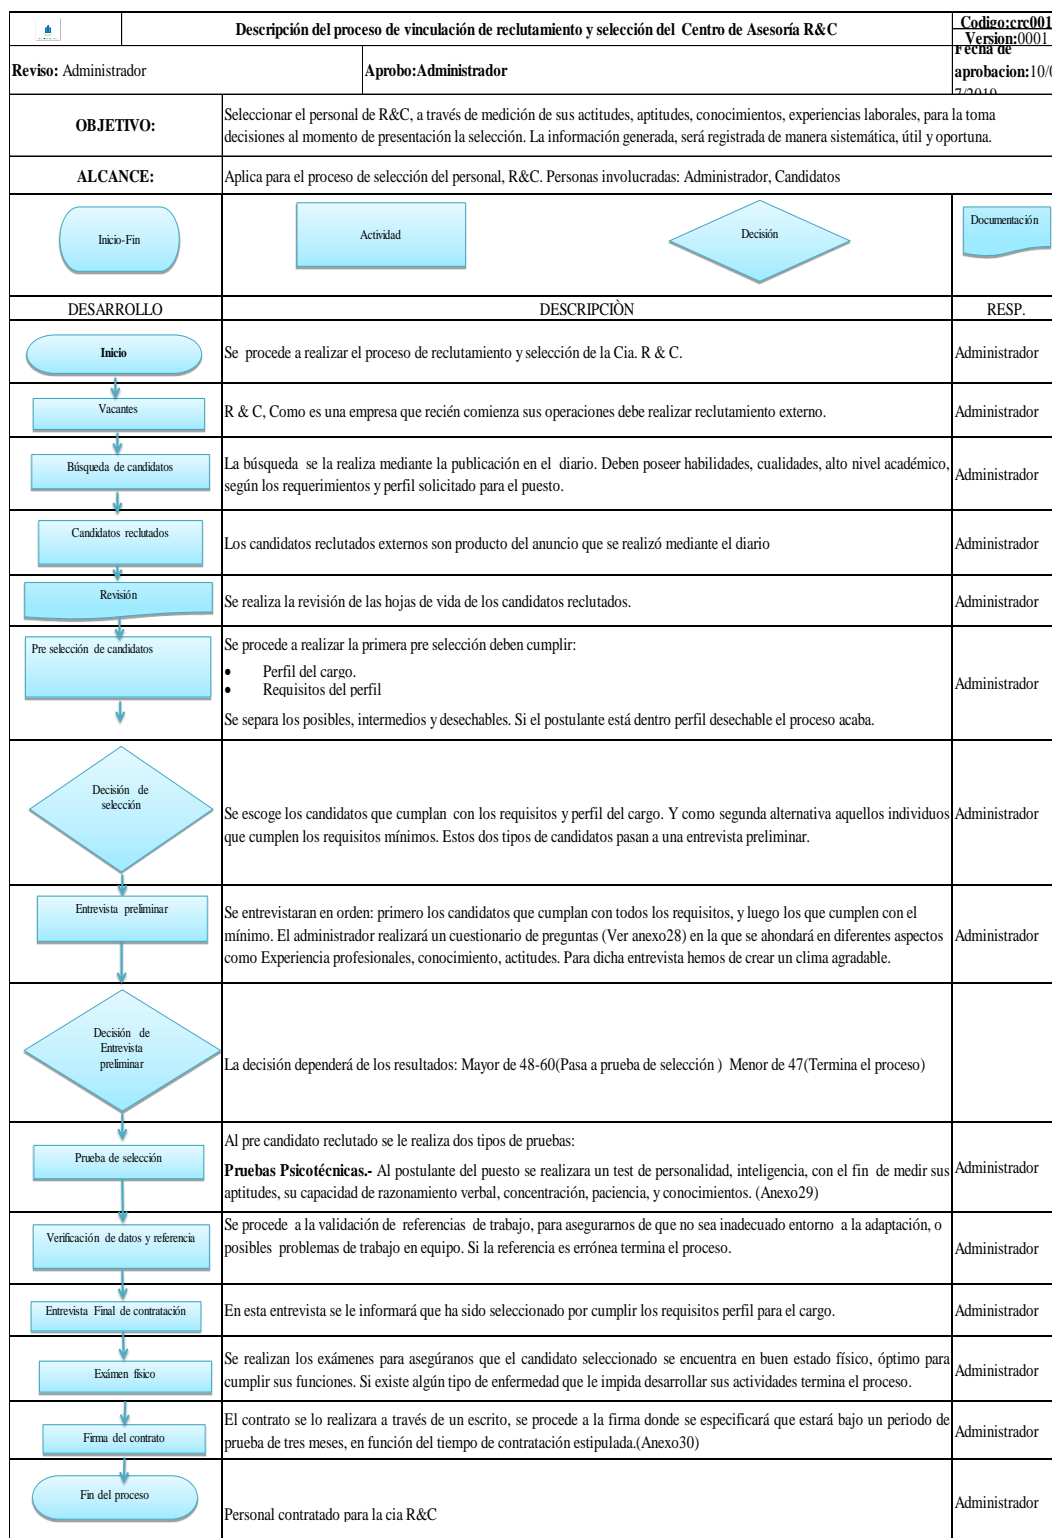 Descripción del proceso de vinculación de reclutamiento y selección del Centro de Asesoría R&C
Codigo:crc001
Version:0001
Reviso: Administrador
Aprobo:Administrador
Fecha de
aprobacion:10/0
7/2019
OBJETIVO:
Seleccionar el personal de R&C, a través de medición de sus actitudes, aptitudes, conocimientos, experiencias laborales, para la toma
decisiones al momento de presentación la selección. La información generada, será registrada de manera sistemática, útil y oportuna.
ALCANCE:
Aplica para el proceso de selección del personal, R&C. Personas involucradas: Administrador, Candidatos
Inicio-Fin
Actividad
Decisión
Documentación
DESARROLLO
DESCRIPCIÒN
RESP.
Inicio
Se procede a realizar el proceso de reclutamiento y selección de la Cia. R & C.
Administrador
Vacantes
R & C, Como es una empresa que recién comienza sus operaciones debe realizar reclutamiento externo.
Administrador
Búsqueda de candidatos
La búsqueda se la realiza mediante la publicación en el diario. Deben poseer habilidades, cualidades, alto nivel académico,
según los requerimientos y perfil solicitado para el puesto.
Administrador
Candidatos reclutados
Los candidatos reclutados externos son producto del anuncio que se realizó mediante el diario
Administrador
Revisión
Se realiza la revisión de las hojas de vida de los candidatos reclutados.
Administrador
Pre selección de candidatos
Se procede a realizar la primera pre selección deben cumplir:
• Perfil del cargo.
• Requisitos del perfil
Se separa los posibles, intermedios y desechables. Si el postulante está dentro perfil desechable el proceso acaba.
Administrador
Decisión de
selección
Se escoge los candidatos que cumplan con los requisitos y perfil del cargo. Y como segunda alternativa aquellos individuos
que cumplen los requisitos mínimos. Estos dos tipos de candidatos pasan a una entrevista preliminar.
Administrador
Entrevista preliminar
Se entrevistaran en orden: primero los candidatos que cumplan con todos los requisitos, y luego los que cumplen con el
mínimo. El administrador realizará un cuestionario de preguntas (Ver anexo28) en la que se ahondará en diferentes aspectos
como Experiencia profesionales, conocimiento, actitudes. Para dicha entrevista hemos de crear un clima agradable.
Administrador
Decisión de
Entrevista
preliminar
La decisión dependerá de los resultados: Mayor de 48-60(Pasa a prueba de selección ) Menor de 47(Termina el proceso)
Prueba de selección
Al pre candidato reclutado se le realiza dos tipos de pruebas:
Pruebas Psicotécnicas.- Al postulante del puesto se realizara un test de personalidad, inteligencia, con el fin de medir sus
aptitudes, su capacidad de razonamiento verbal, concentración, paciencia, y conocimientos. (Anexo29)
Administrador
Verificación de datos y referencia
Se procede a la validación de referencias de trabajo, para asegurarnos de que no sea inadecuado entorno a la adaptación, o
posibles problemas de trabajo en equipo. Si la referencia es errónea termina el proceso.
Administrador
Entrevista Final de contratación
En esta entrevista se le informará que ha sido seleccionado por cumplir los requisitos perfil para el cargo.
Administrador
Exámen físico
Se realizan los exámenes para asegúranos que el candidato seleccionado se encuentra en buen estado físico, óptimo para
cumplir sus funciones. Si existe algún tipo de enfermedad que le impida desarrollar sus actividades termina el proceso.
Administrador
Firma del contrato
El contrato se lo realizara a través de un escrito, se procede a la firma donde se especificará que estará bajo un periodo de
prueba de tres meses, en función del tiempo de contratación estipulada.(Anexo30)
Administrador
Fin del proceso
Personal contratado para la cia R&C
Administrador